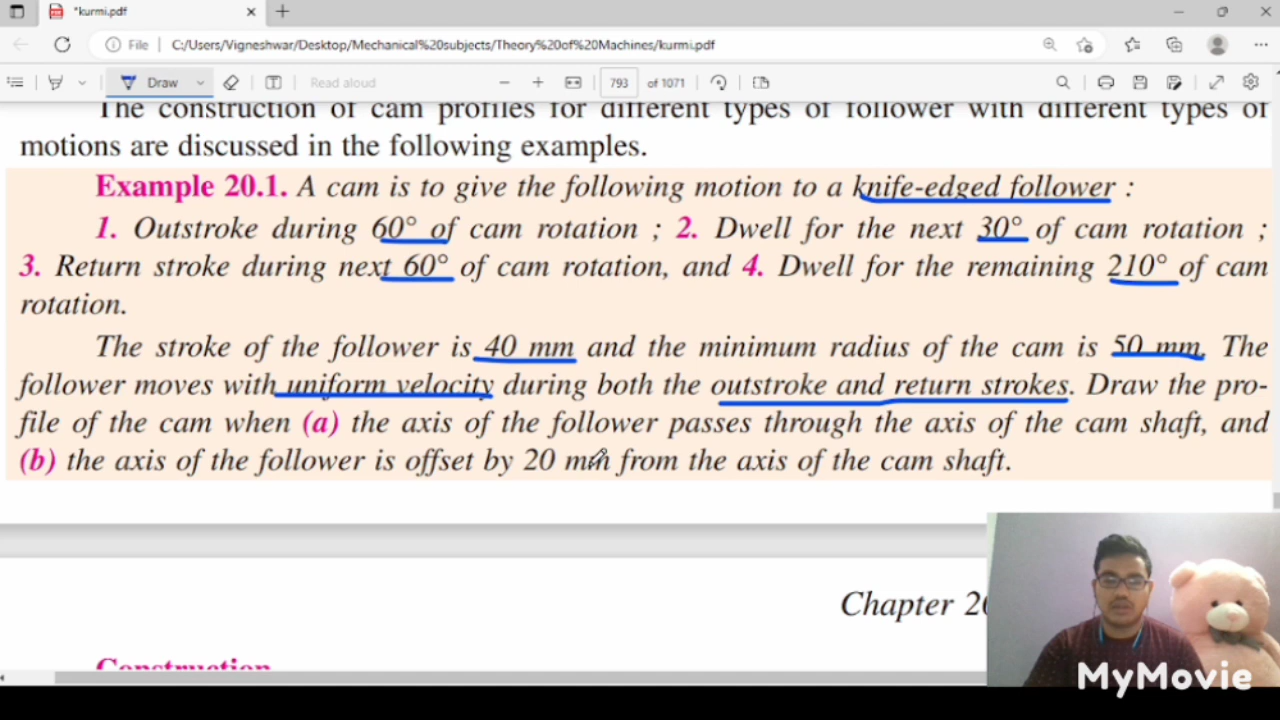 *kurmi.pdf
File | C:/Users/Vigneshwar/Desktop/Mechanical%20subjects/Theory%20of%20Machines/kurmi.pdf
Draw Read aloud 793 of 1071
The construction of cam profiles for different types of follower with different types of
motions are discussed in the following examples.
Example 20.1. A cam is to give the following motion to a knife-edged follower :
1. Outstroke during 60° of cam rotation ; 2. Dwell for the next 30° of cam rotation ;
3. Return stroke during next 60° of cam rotation, and 4. Dwell for the remaining 210° of cam
rotation.
The stroke of the follower is 40 mm and the minimum radius of the cam is 50 mm. The
follower moves with uniform velocity during both the outstroke and return strokes. Draw the pro-
file of the cam when (a) the axis of the follower passes through the axis of the cam shaft, and
(b) the axis of the follower is offset by 20 mm from the axis of the cam shaft.
Chapter 20
Construction
MyMovie